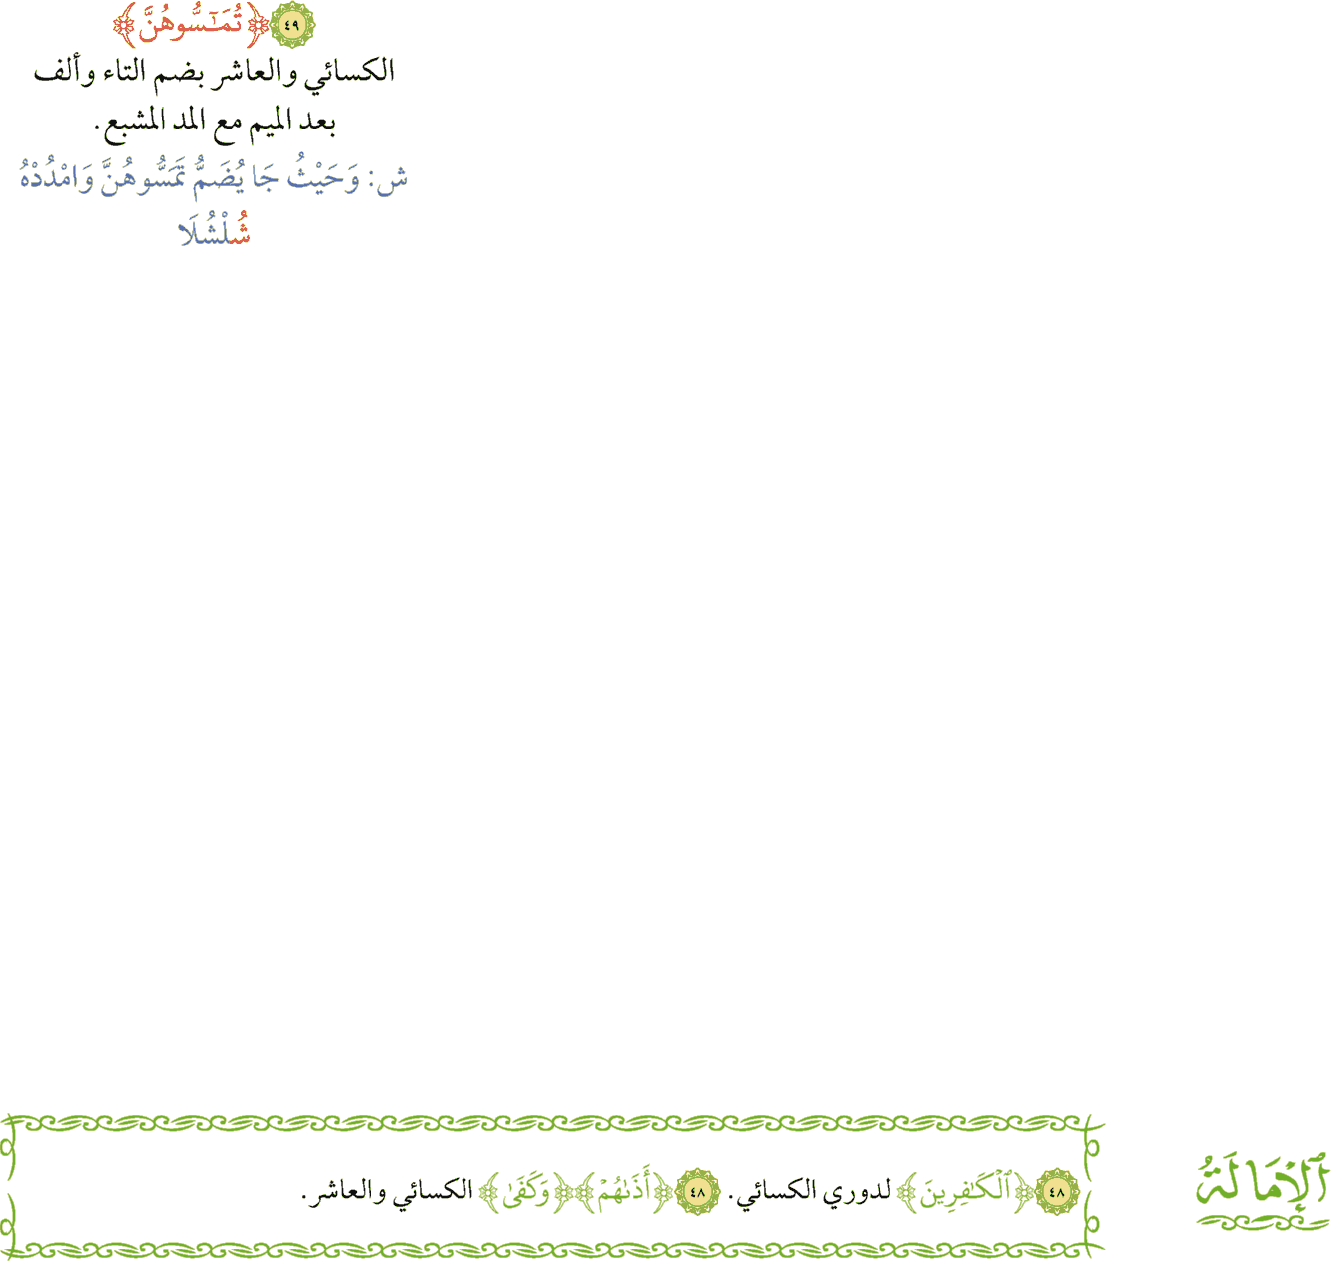 ٤٩ ﴿تُمَـٰٓسُّوهُنَّ﴾
الكسائي والعاشر بضم التاء وألف
بعد الميم مع المد المشبع.
ش: وَحَيْثُ جَا يُضَمُّ تَمَسُّوهُنَّ وَامْدُدْهُ
شُلْشُلَا
ٱلْإِمَالَةُ
٤٨ ﴿ٱلْكَـٰفِرِينَ﴾ لدوري الكسائي. ٤٨ ﴿أَذَىٰهُمْ﴾ ﴿وَكَفَىٰ﴾ الكسائي والعاشر.